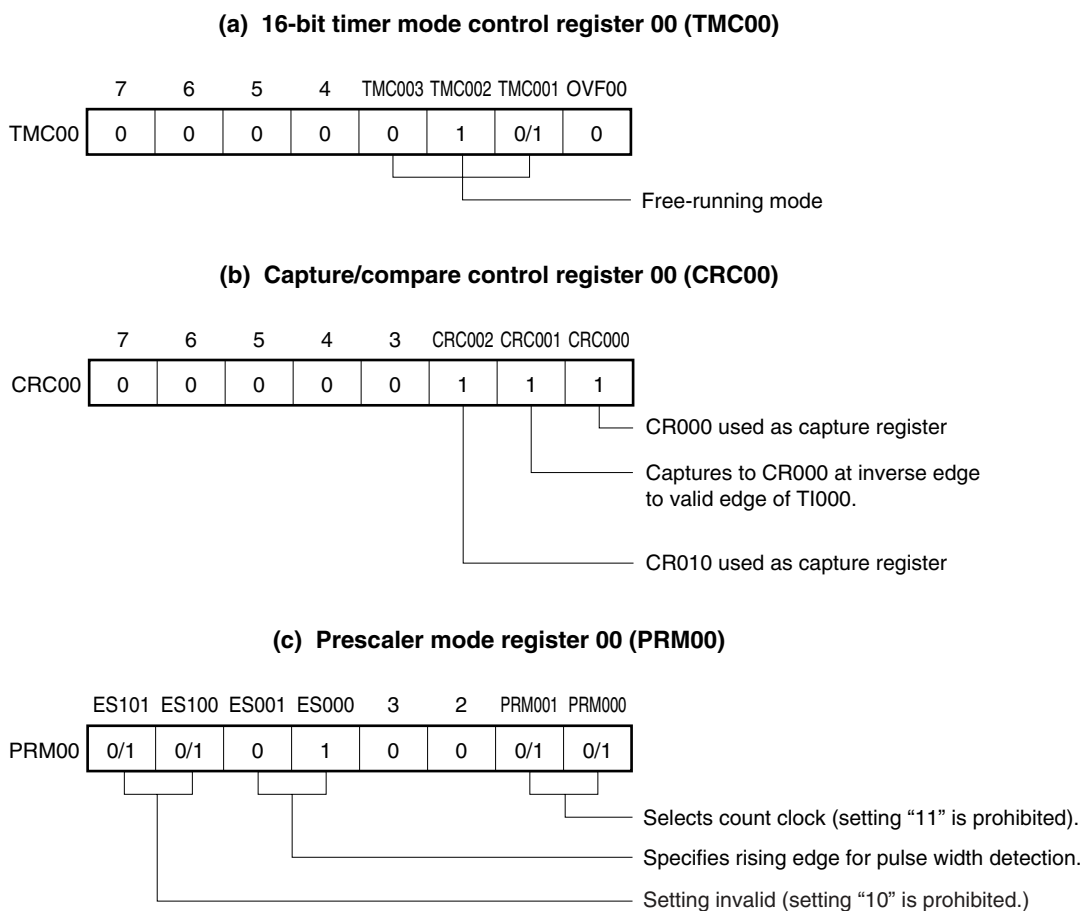 (a) 16-bit timer mode control register 00 (TMC00)
7 6 5 4 TMC003 TMC002 TMC001 OVF00
TMC00 0 0 0 0 0 1 0/1 0
Free-running mode
(b) Capture/compare control register 00 (CRC00)
7 6 5 4 3 CRC002 CRC001 CRC000
CRC00 0 0 0 0 0 1 1 1
CR000 used as capture register
Captures to CR000 at inverse edge
to valid edge of TI000.
CR010 used as capture register
(c) Prescaler mode register 00 (PRM00)
ES101 ES100 ES001 ES000 3 2 PRM001 PRM000
PRM00 0/1 0/1 0 1 0 0 0/1 0/1
Selects count clock (setting “11” is prohibited).
Specifies rising edge for pulse width detection.
Setting invalid (setting “10” is prohibited.)